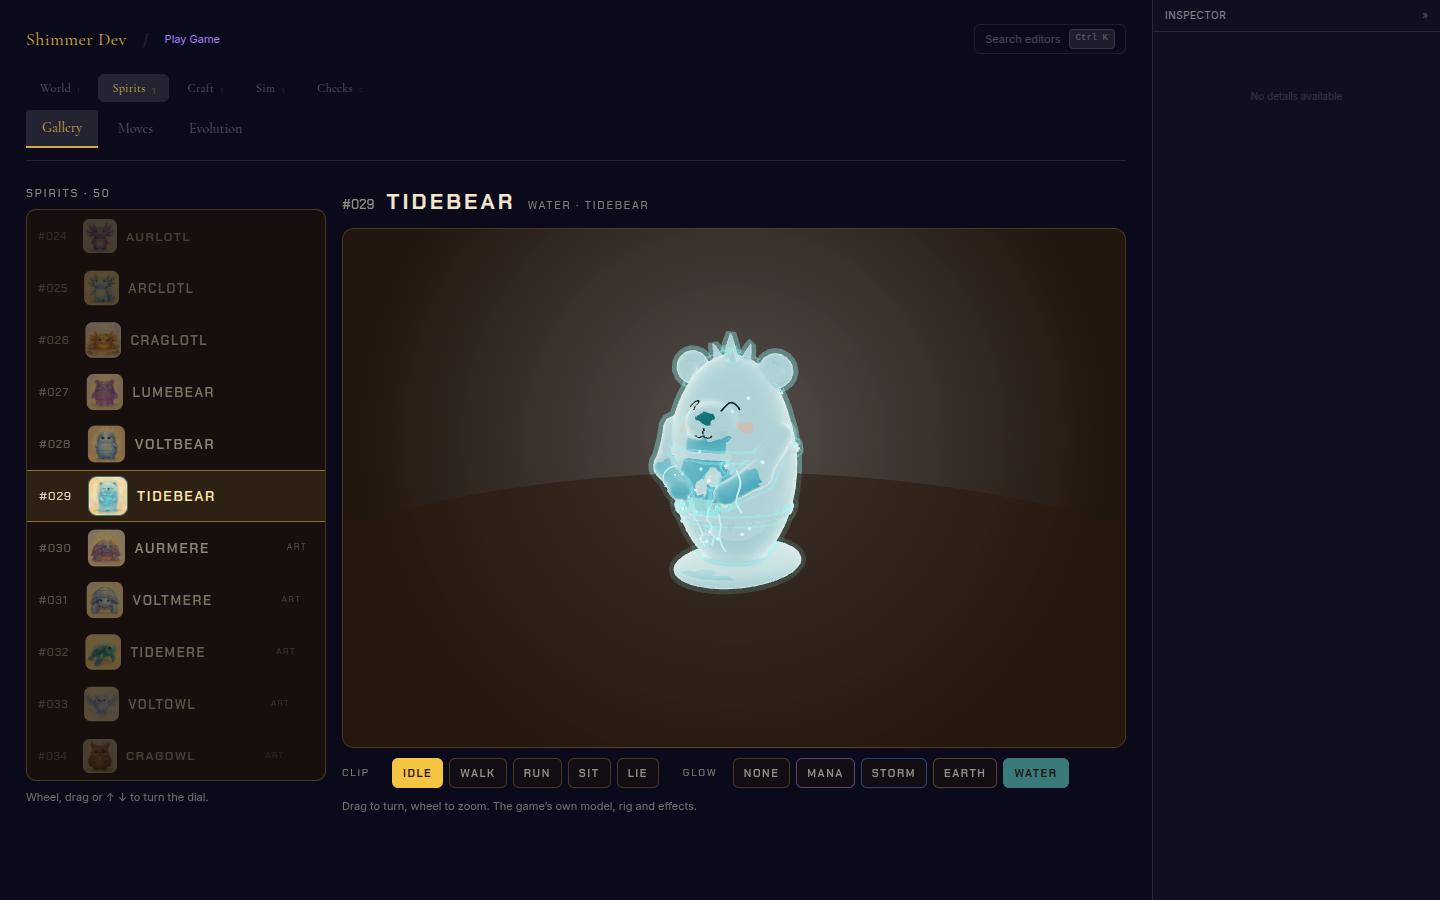 Shimmer Dev / Play Game
Search editors Ctrl K
INSPECTOR »
World Spirits Craft Sim Checks
Gallery Moves Evolution
No details available
SPIRITS · 50
#029 TIDEBEAR WATER · TIDEBEAR
#024 AURLOTL
#025 ARCLOTL
#026 CRAGLOTL
#027 LUMEBEAR
#028 VOLTBEAR
#029 TIDEBEAR
#030 AURMERE ART
#031 VOLTMERE ART
#032 TIDEMERE ART
#033 VOLTOWL ART
#034 CRAGOWL ART
CLIP IDLE WALK RUN SIT LIE GLOW NONE MANA STORM EARTH WATER
Wheel, drag or ↑ ↓ to turn the dial.
Drag to turn, wheel to zoom. The game's own model, rig and effects.